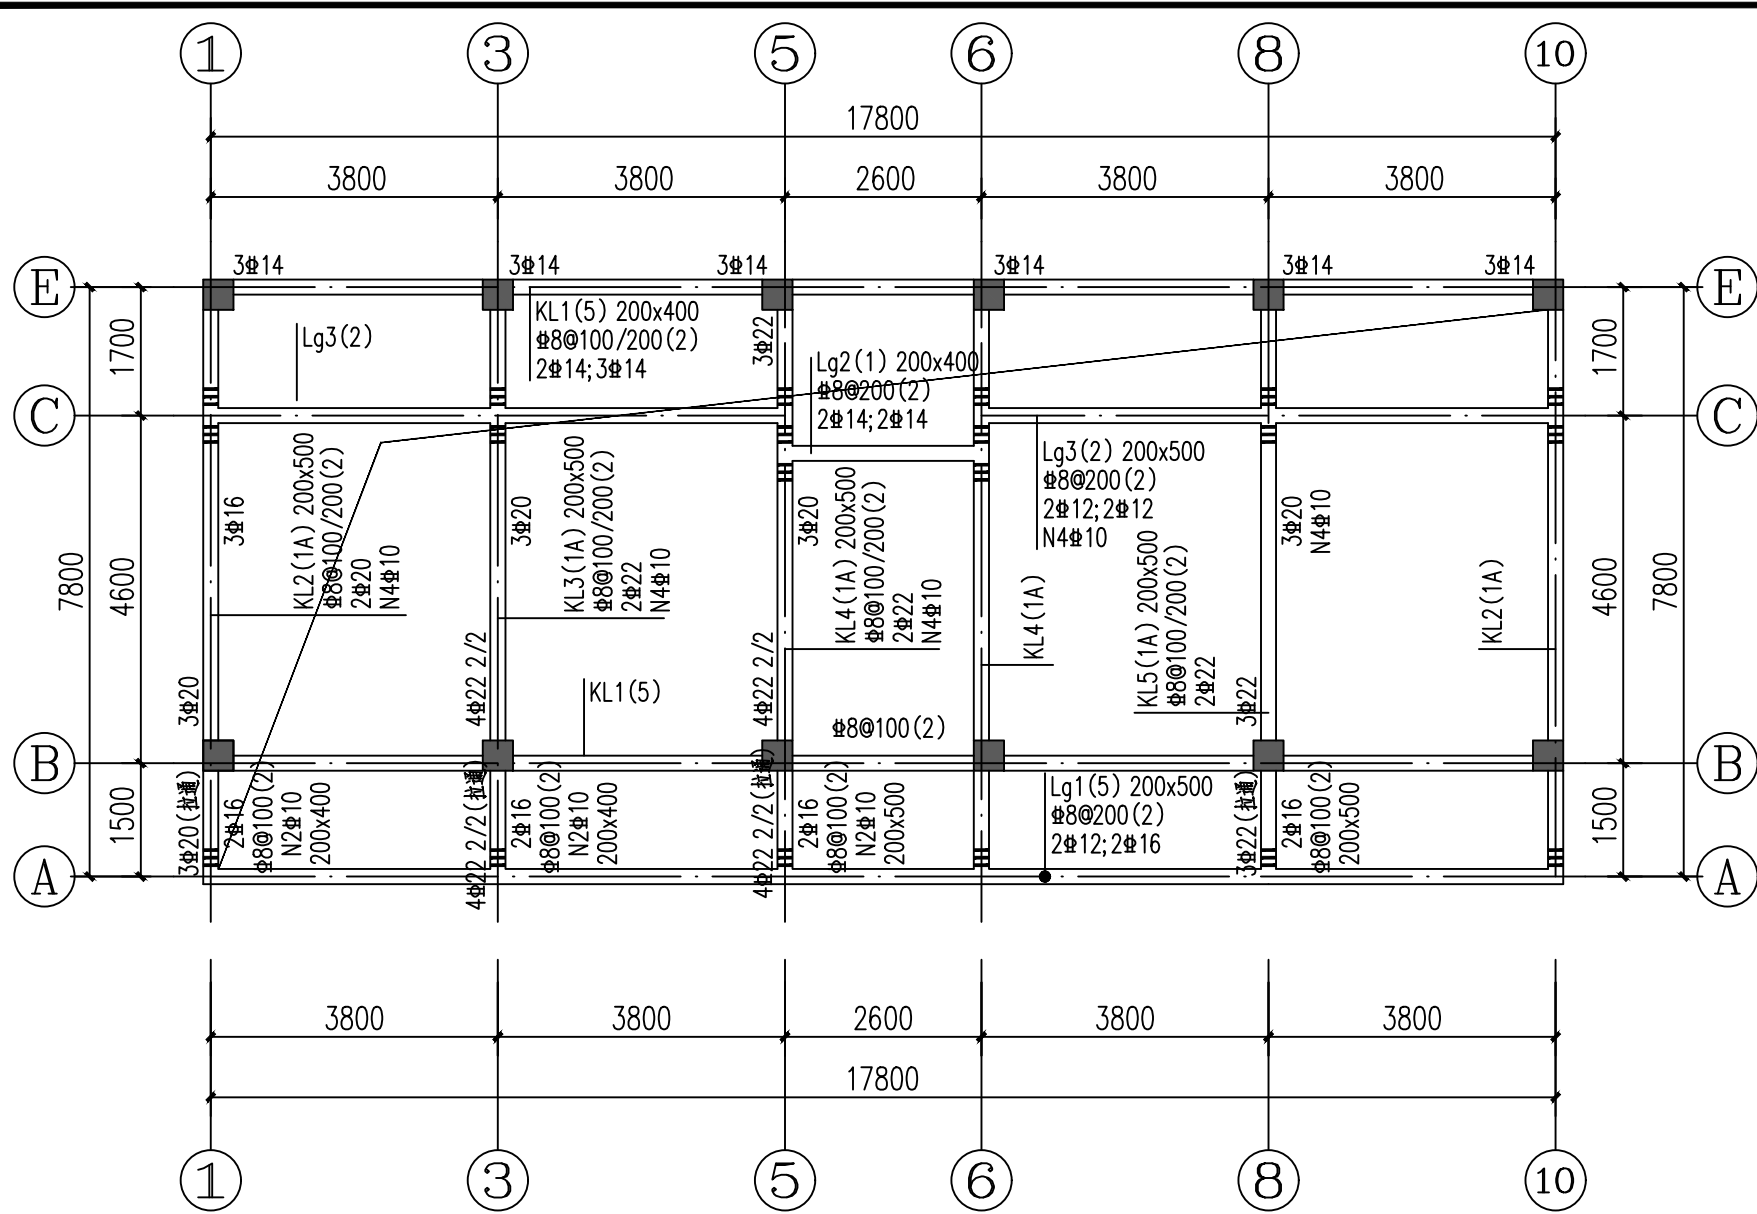 1 3 5 6 8 10
17800
3800 3800 2600 3800 3800
3⌀14 3⌀14 3⌀14 3⌀14 3⌀14 3⌀14
E E
KL1(5) 200x400
⌀8@100/200(2)
2⌀14;3⌀14
Lg3(2)
3⌀22
Lg2(1) 200x400
⌀8@200(2)
2⌀14;2⌀14
1700 1700
C C
KL2(1A) 200x500
⌀8@100/200(2)
2⌀20
N4⌀10
3⌀16
KL3(1A) 200x500
⌀8@100/200(2)
2⌀22
N4⌀10
3⌀20
KL4(1A) 200x500
⌀8@100/200(2)
2⌀22
N4⌀10
3⌀20
Lg3(2) 200x500
⌀8@200(2)
2⌀12;2⌀12
N4⌀10
KL5(1A) 200x500
⌀8@100/200(2)
2⌀22
3⌀20
N4⌀10
KL4(1A)
KL2(1A)
7800 4600 4600 7800
3⌀20
4⌀22 2/2
4⌀22 2/2
3⌀22
KL1(5)
⌀8@100(2)
B B
3⌀20(拉通)
2⌀16
⌀8@100(2)
N2⌀10
200x400
4⌀22 2/2(拉通)
2⌀16
⌀8@100(2)
N2⌀10
200x400
4⌀22 2/2(拉通)
2⌀16
⌀8@100(2)
N2⌀10
200x500
Lg1(5) 200x500
⌀8@200(2)
2⌀12;2⌀16
3⌀22(拉通)
2⌀16
⌀8@100(2)
200x500
1500 1500
A A
3800 3800 2600 3800 3800
17800
1 3 5 6 8 10